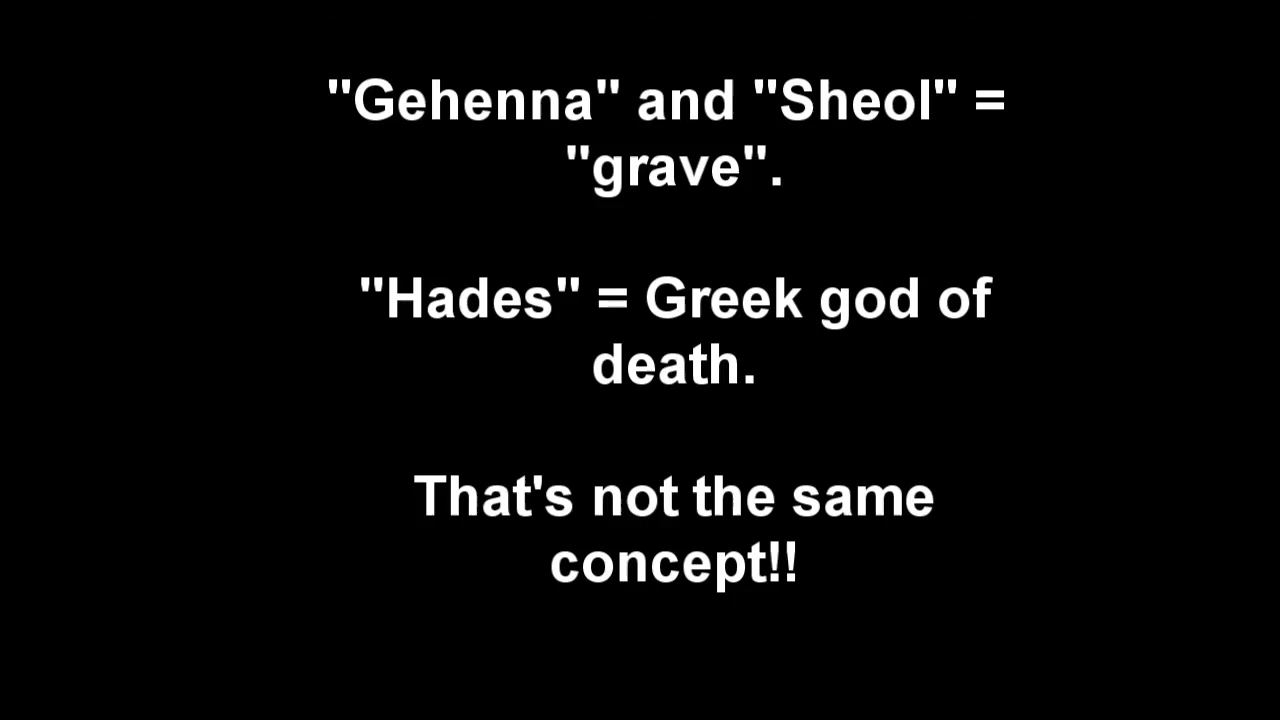 "Gehenna" and "Sheol" =
"grave".
"Hades" = Greek god of
death.
That's not the same
concept!!